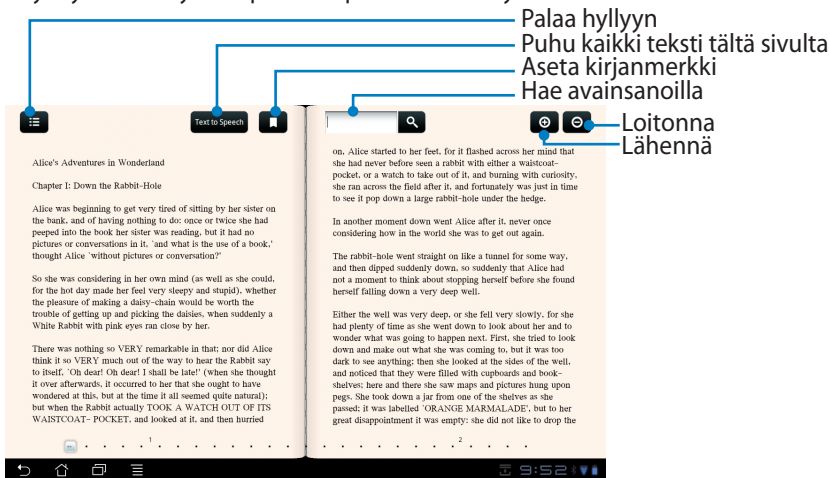 Palaa hyllyyn
Puhu kaikki teksti tältä sivulta
Aseta kirjanmerkki
Hae avainsanoilla
Loitonna
Lähennä
Text to Speech
Alice's Adventures in Wonderland
Chapter I: Down the Rabbit-Hole
Alice was beginning to get very tired of sitting by her sister on
the bank, and of having nothing to do: once or twice she had
peeped into the book her sister was reading, but it had no
pictures or conversations in it, `and what is the use of a book,'
thought Alice `without pictures or conversation?'
So she was considering in her own mind (as well as she could,
for the hot day made her feel very sleepy and stupid), whether
the pleasure of making a daisy-chain would be worth the
trouble of getting up and picking the daisies, when suddenly a
White Rabbit with pink eyes ran close by her.
There was nothing so VERY remarkable in that; nor did Alice
think it so VERY much out of the way to hear the Rabbit say
to itself, `Oh dear! Oh dear! I shall be late!' (when she thought
it over afterwards, it occurred to her that she ought to have
wondered at this, but at the time it all seemed quite natural);
but when the Rabbit actually TOOK A WATCH OUT OF ITS
WAISTCOAT- POCKET, and looked at it, and then hurried
1
on, Alice started to her feet, for it flashed across her mind that
she had never before seen a rabbit with either a waistcoat-
pocket, or a watch to take out of it, and burning with curiosity,
she ran across the field after it, and fortunately was just in time
to see it pop down a large rabbit-hole under the hedge.
In another moment down went Alice after it, never once
considering how in the world she was to get out again.
The rabbit-hole went straight on like a tunnel for some way,
and then dipped suddenly down, so suddenly that Alice had
not a moment to think about stopping herself before she found
herself falling down a very deep well.
Either the well was very deep, or she fell very slowly, for she
had plenty of time as she went down to look about her and to
wonder what was going to happen next. First, she tried to look
down and make out what she was coming to, but it was too
dark to see anything; then she looked at the sides of the well,
and noticed that they were filled with cupboards and book-
shelves; here and there she saw maps and pictures hung upon
pegs. She took down a jar from one of the shelves as she
passed; it was labelled `ORANGE MARMALADE', but to her
great disappointment it was empty: she did not like to drop the
2
9:52